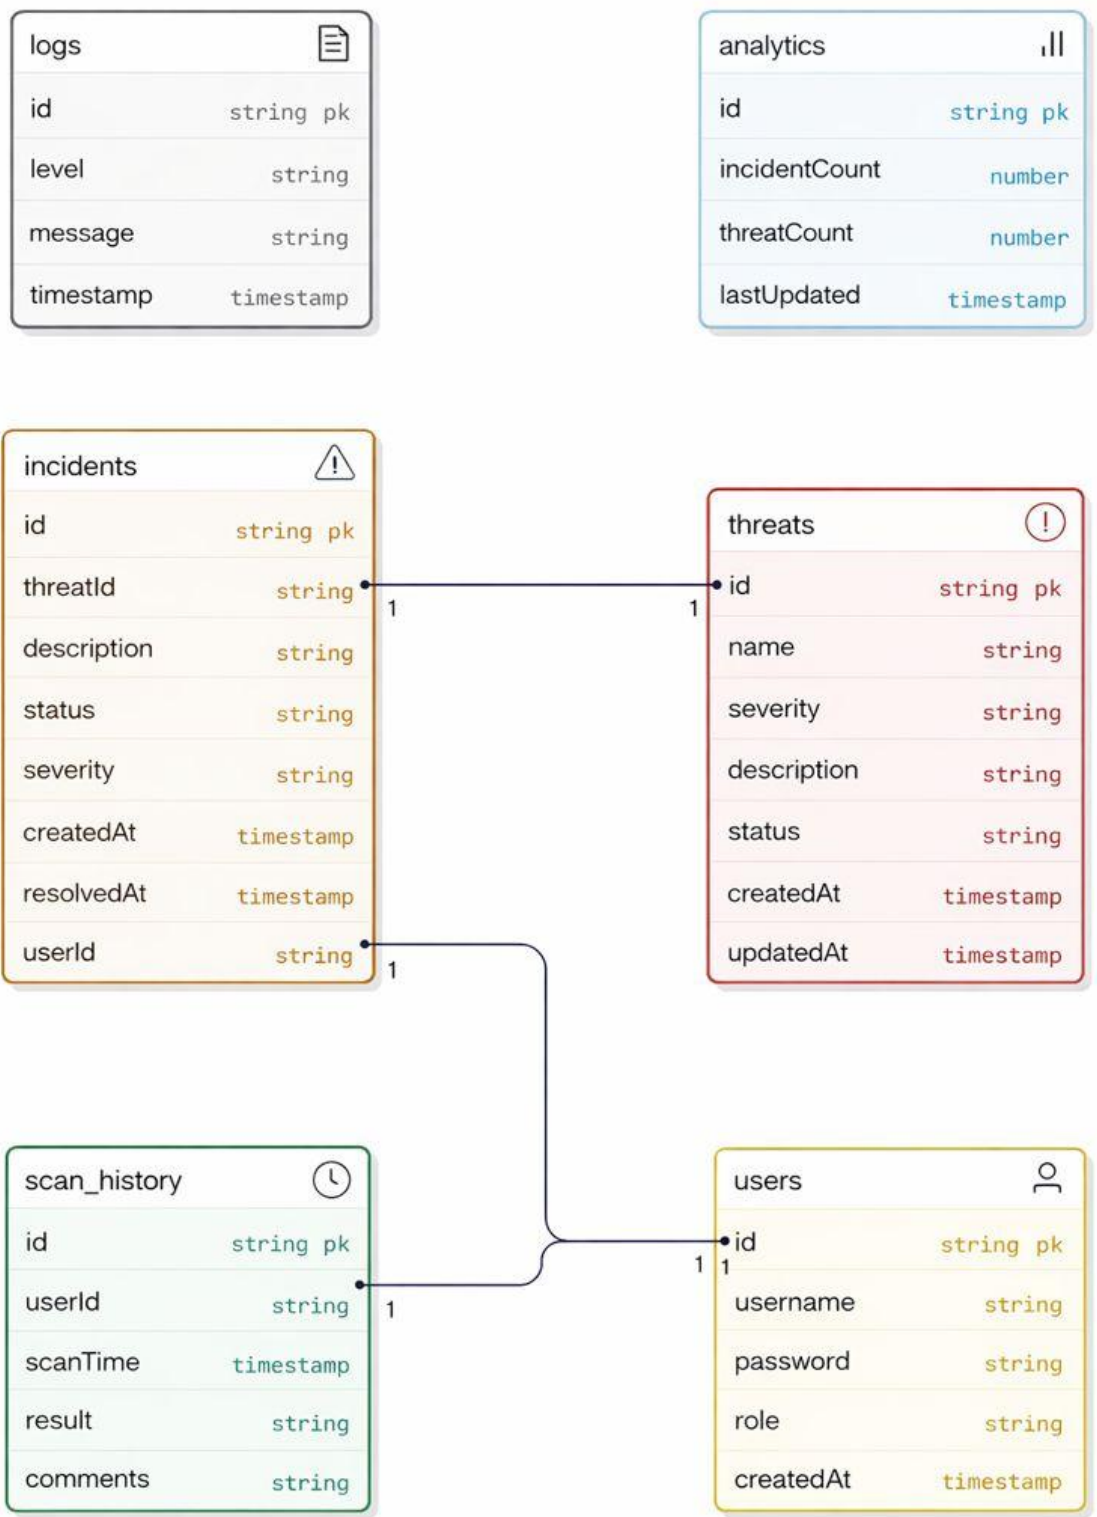 logs
id string pk
level string
message string
timestamp timestamp
analytics
id string pk
incidentCount number
threatCount number
lastUpdated timestamp
incidents
id string pk
threatId string
description string
status string
severity string
createdAt timestamp
resolvedAt timestamp
userId string
1
1
1
threats
id string pk
name string
severity string
description string
status string
createdAt timestamp
updatedAt timestamp
scan_history
id string pk
userId string
scanTime timestamp
result string
comments string
1
1 1
users
id string pk
username string
password string
role string
createdAt timestamp